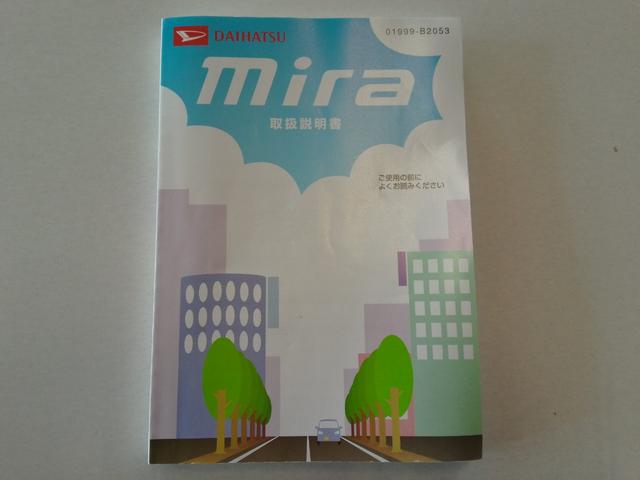 DAIHATSU
01999-B2053
mira
取扱説明書
ご使用の前に
よくお読みください